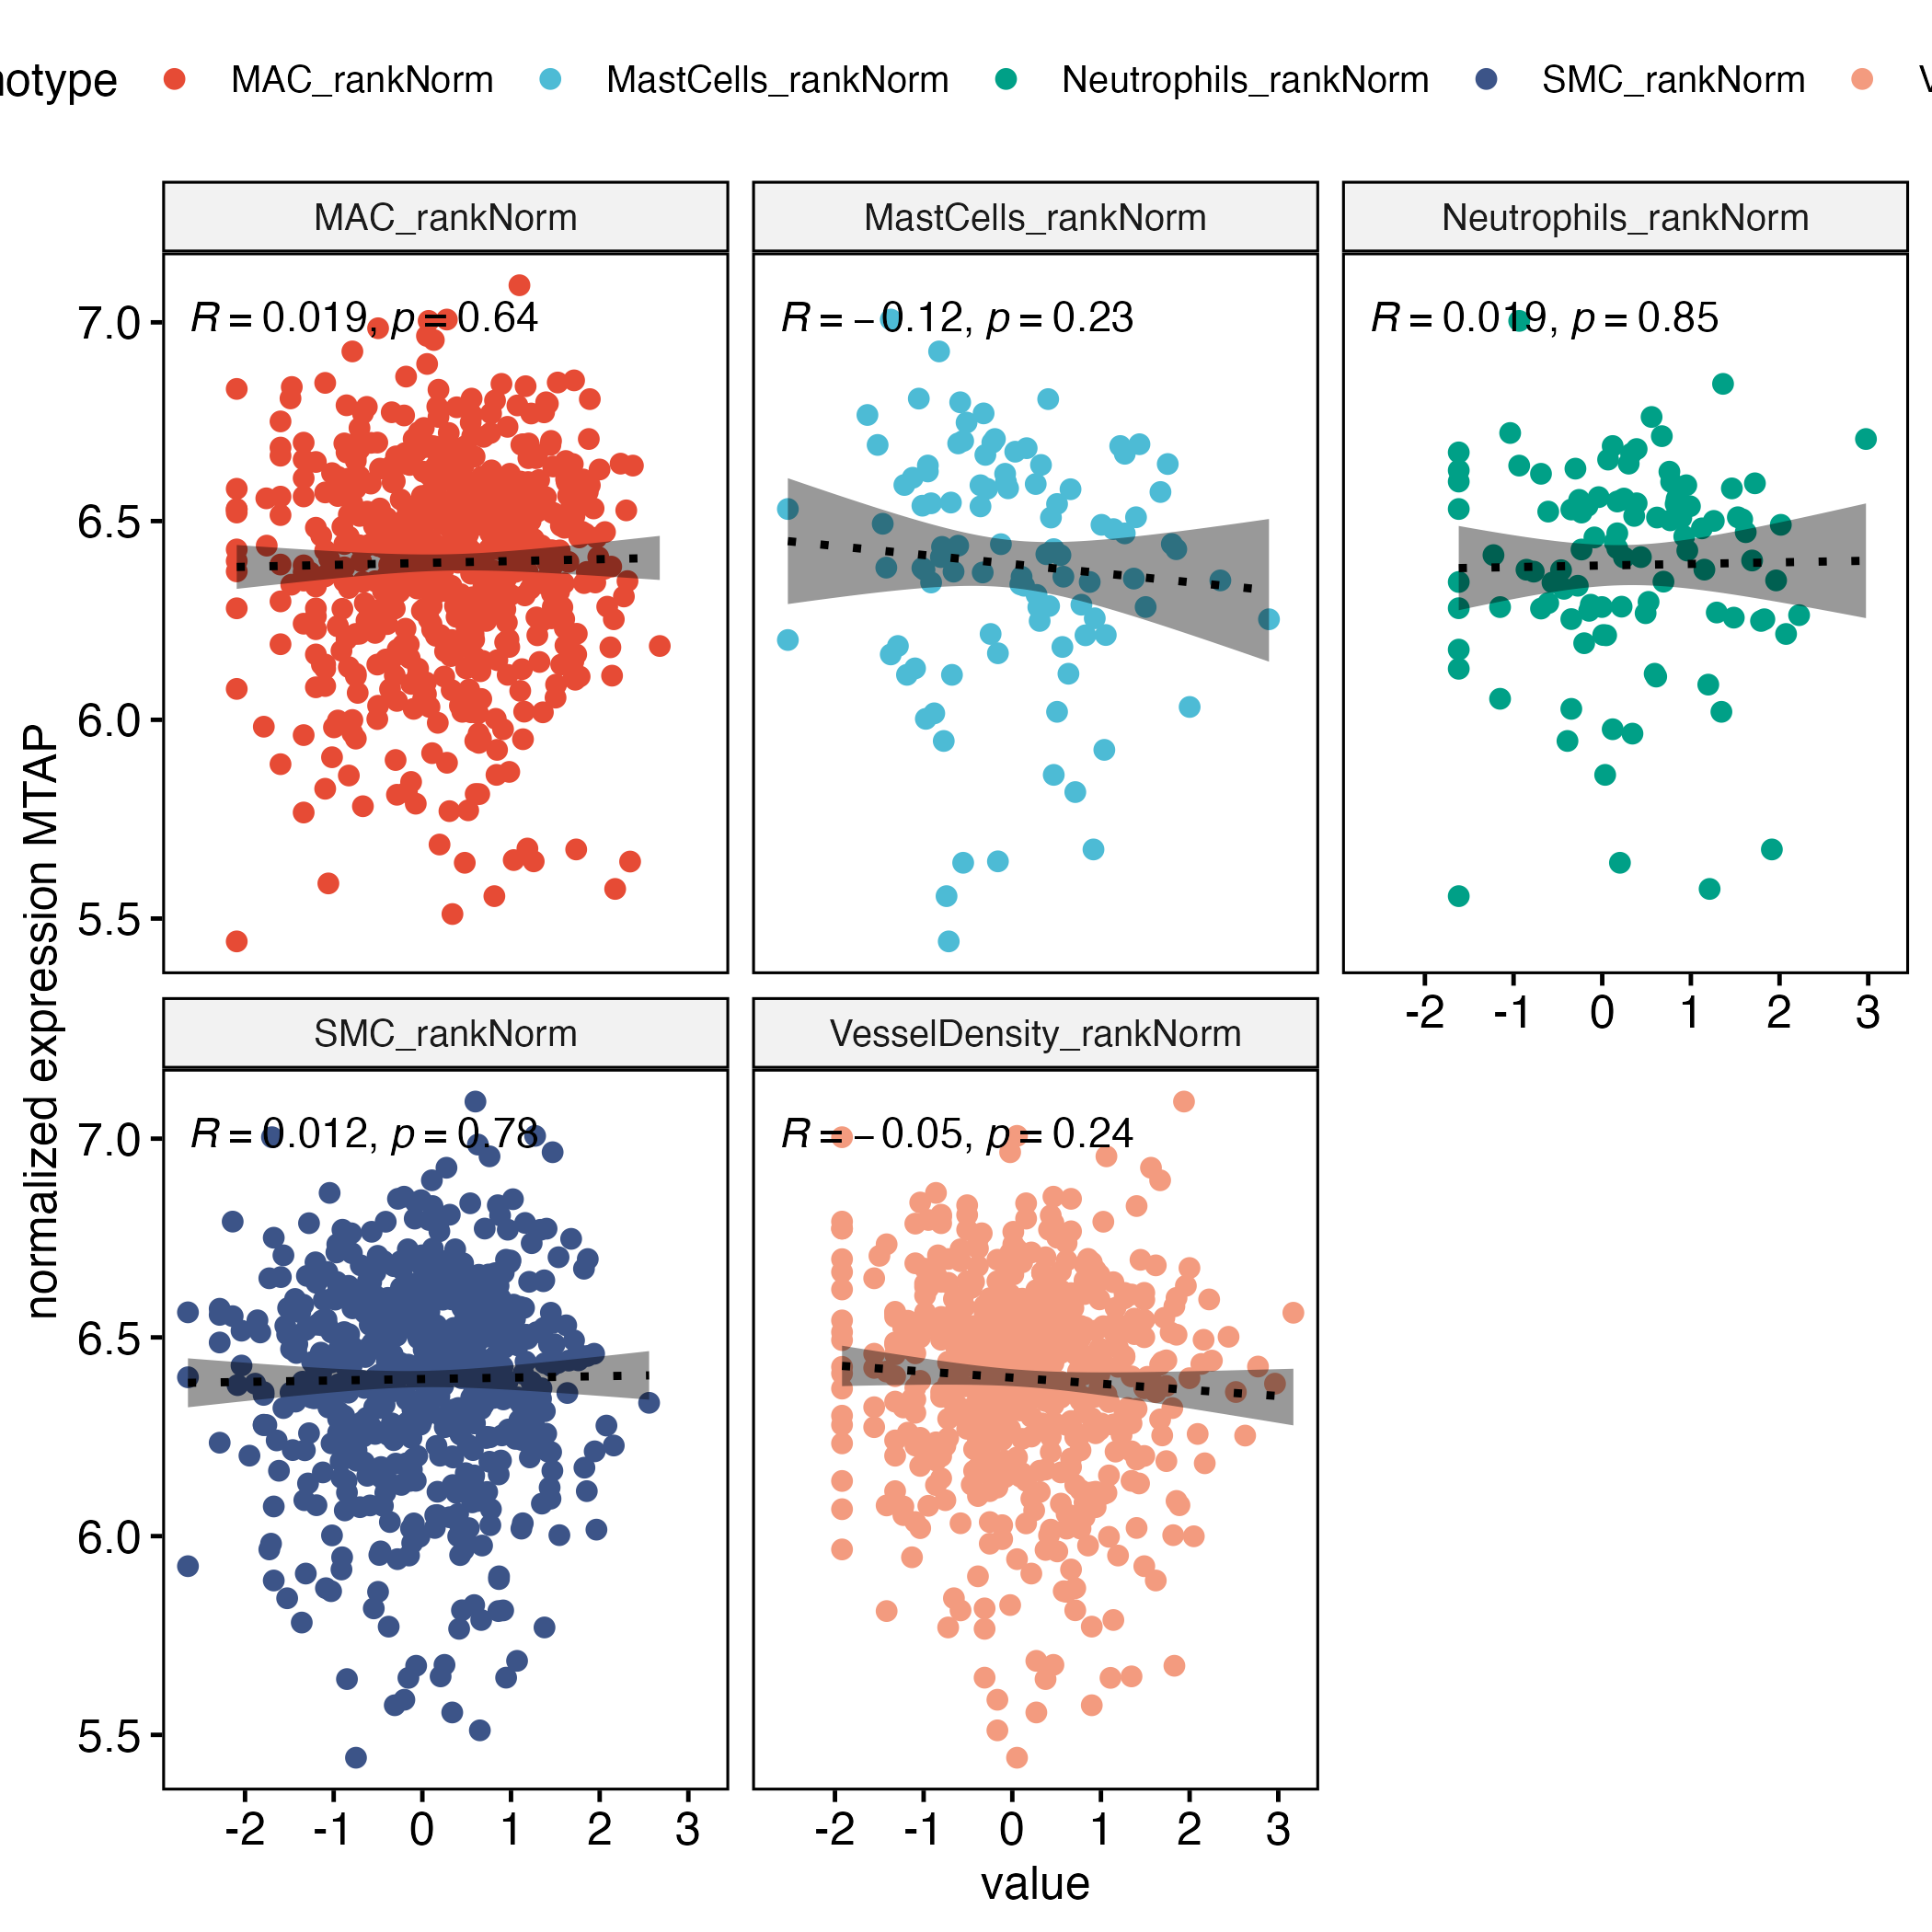 notype MAC_rankNorm MastCells_rankNorm Neutrophils_rankNorm SMC_rankNorm V
MAC_rankNorm MastCells_rankNorm Neutrophils_rankNorm
R = 0.019, p = 0.64 R = −0.12, p = 0.23 R = 0.019, p = 0.85
7.0
6.5
6.0
5.5
-2 -1 0 1 2 3
normalized expression MTAP
SMC_rankNorm VesselDensity_rankNorm
R = 0.012, p = 0.78 R = −0.05, p = 0.24
7.0
6.5
6.0
5.5
-2 -1 0 1 2 3 -2 -1 0 1 2 3
value